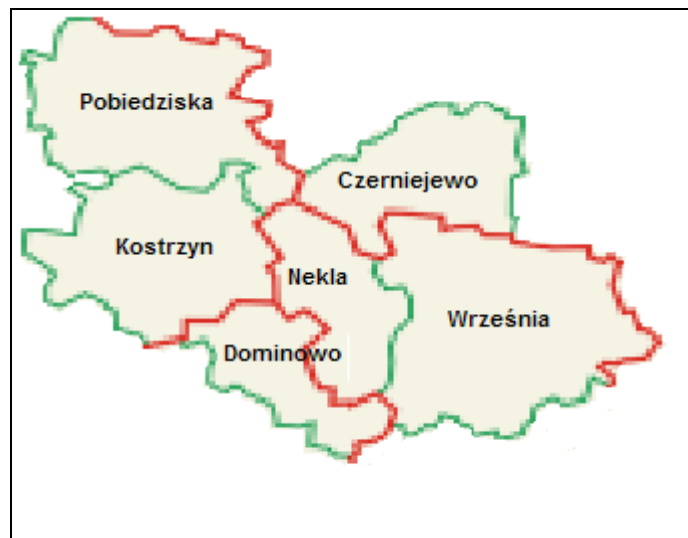 Pobiedziska
Czerniejewo
Kostrzyn
Nekla
Września
Dominowo